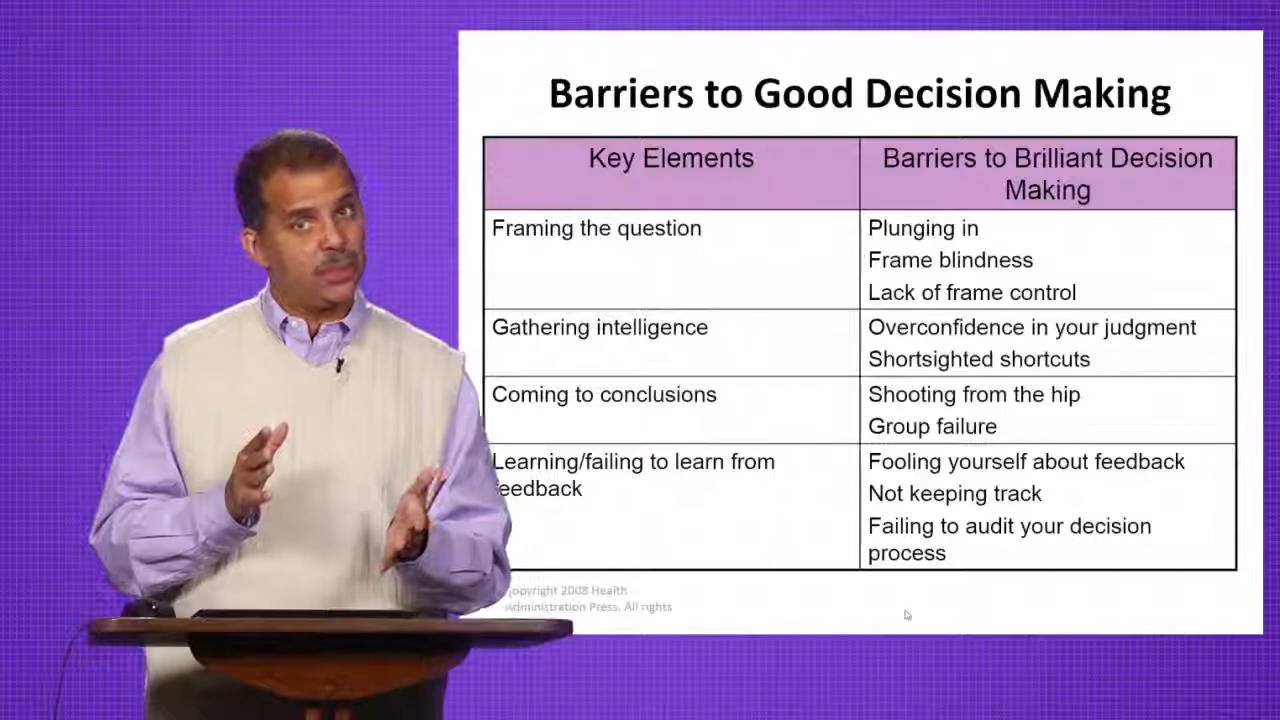 Barriers to Good Decision Making
Key Elements
Barriers to Brilliant Decision
Making
Framing the question
Plunging in
Frame blindness
Lack of frame control
Gathering intelligence
Overconfidence in your judgment
Shortsighted shortcuts
Coming to conclusions
Shooting from the hip
Group failure
Learning/failing to learn from
eedback
Fooling yourself about feedback
Not keeping track
Failing to audit your decision
process
opyright 2008 Health
Administration Press. All rights